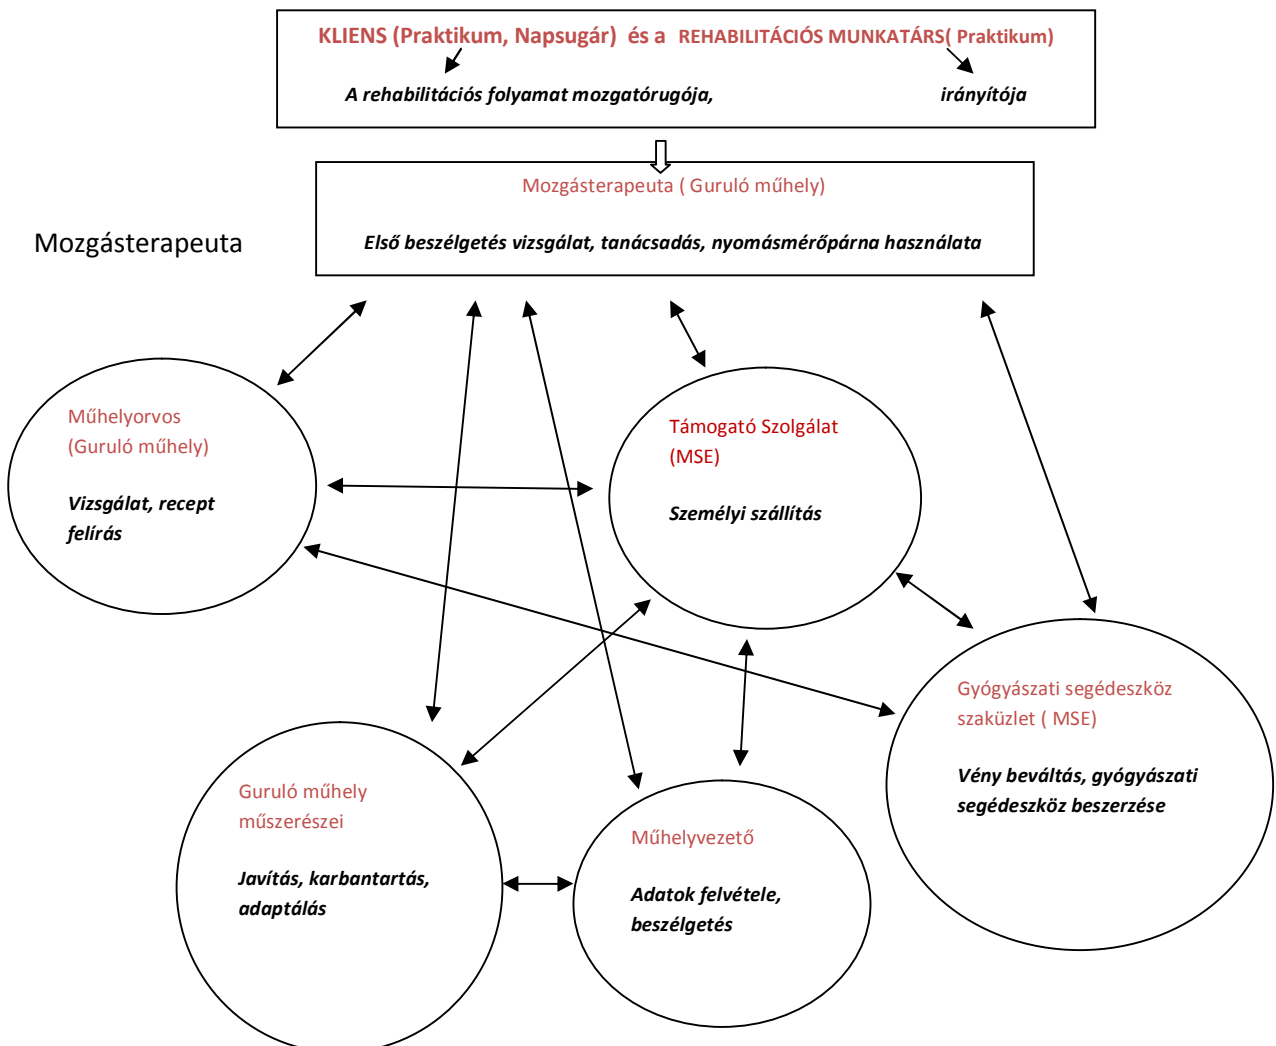 KLIENS (Praktikum, Napsugár) és a REHABILITÁCIÓS MUNKATÁRS( Praktikum)
A rehabilitációs folyamat mozgatórugója, irányítója
Mozgásterapeuta ( Guruló műhely)
Mozgásterapeuta
Első beszélgetés vizsgálat, tanácsadás, nyomásmérőpárna használata
Műhelyorvos
(Guruló műhely)
Vizsgálat, recept
felírás
Támogató Szolgálat
(MSE)
Személyi szállítás
Gyógyászati segédeszköz
szaküzlet ( MSE)
Vény beváltás, gyógyászati
segédeszköz beszerzése
Guruló műhely
műszerészei
Javítás, karbantartás,
adaptálás
Műhelyvezető
Adatok felvétele,
beszélgetés